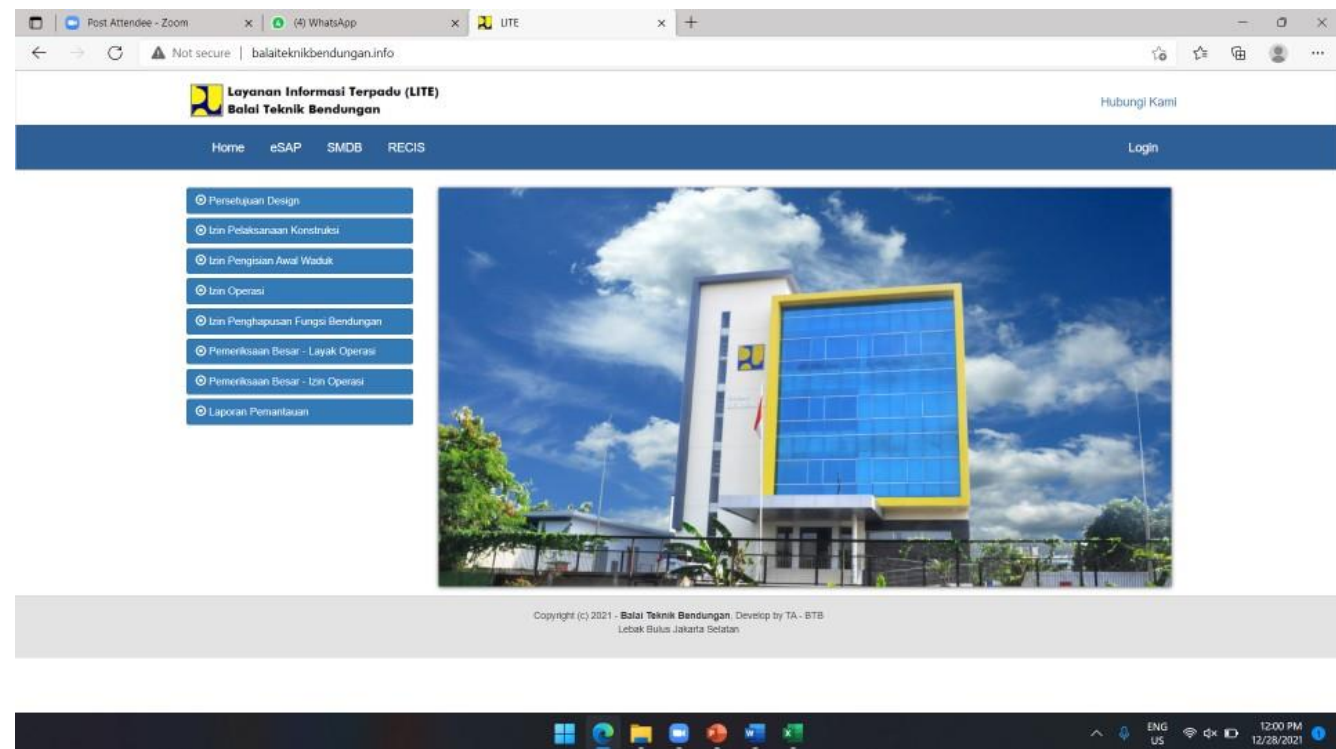 Post Attendee - Zoom
(4) WhatsApp
LITE
Not secure | balaiteknikbendungan.info
Layanan Informasi Terpadu (LITE)
Balai Teknik Bendungan
Hubungi Kami
Home eSAP SMDB RECIS Login
Persetujuan Design
Izin Pelaksanaan Konstruksi
Izin Pengisian Awal Waduk
Izin Operasi
Izin Penghapusan Fungsi Bendungan
Pemeriksaan Besar - Layak Operasi
Pemeriksaan Besar - Izin Operasi
Laporan Pemantauan
Copyright (c) 2021 - Balai Teknik Bendungan, Develop by TA - BTB
Lebak Bulus Jakarta Selatan
ENG
US
12:00 PM
12/28/2021